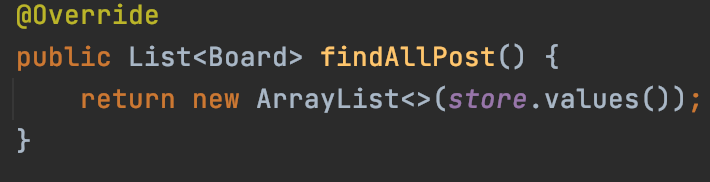 @Override
public List<Board> findAllPost() {
    return new ArrayList<>(store.values());
}